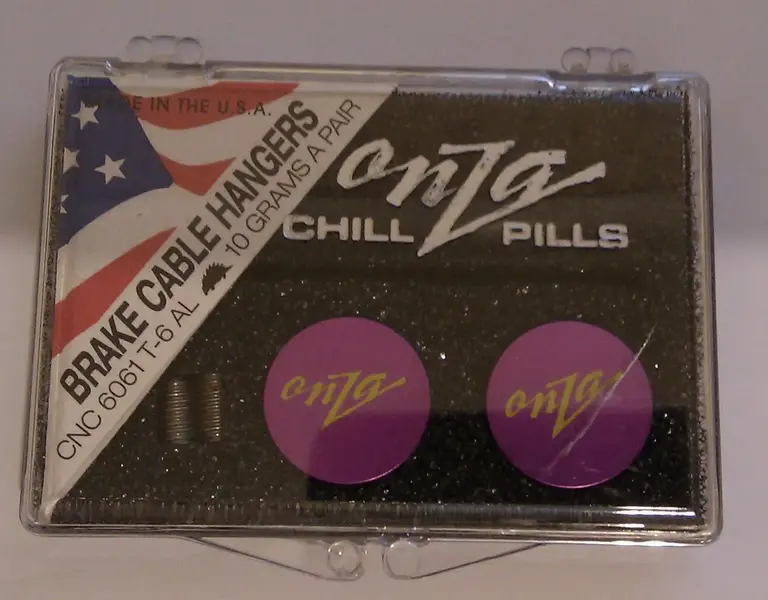 MADE IN THE U.S.A.
BRAKE CABLE HANGERS
CNC 6061 T-6 AL 10 GRAMS A PAIR
onZa
CHILL PILLS
onZa
onZa